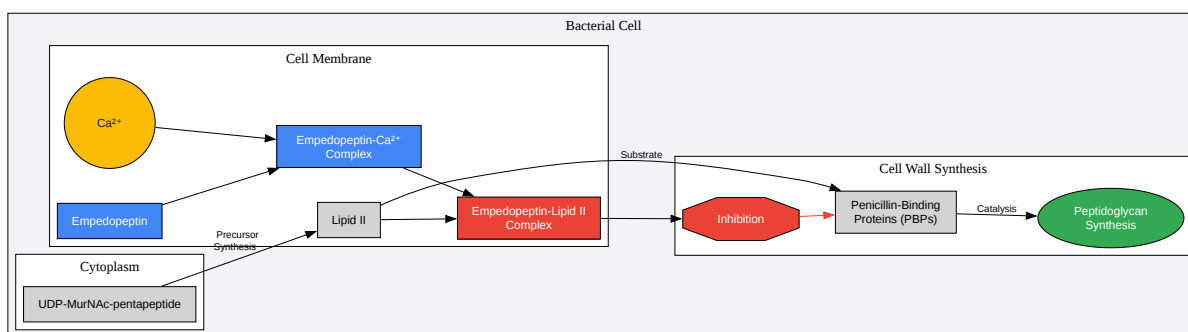 Bacterial Cell
Cell Membrane
Ca²⁺
Empedopeptin-Ca²⁺
Complex
Empedopeptin
Lipid II
Empedopeptin-Lipid II
Complex
Precursor
Synthesis
Cytoplasm
UDP-MurNAc-pentapeptide
Substrate
Cell Wall Synthesis
Inhibition
Penicillin-Binding
Proteins (PBPs)
Catalysis
Peptidoglycan
Synthesis